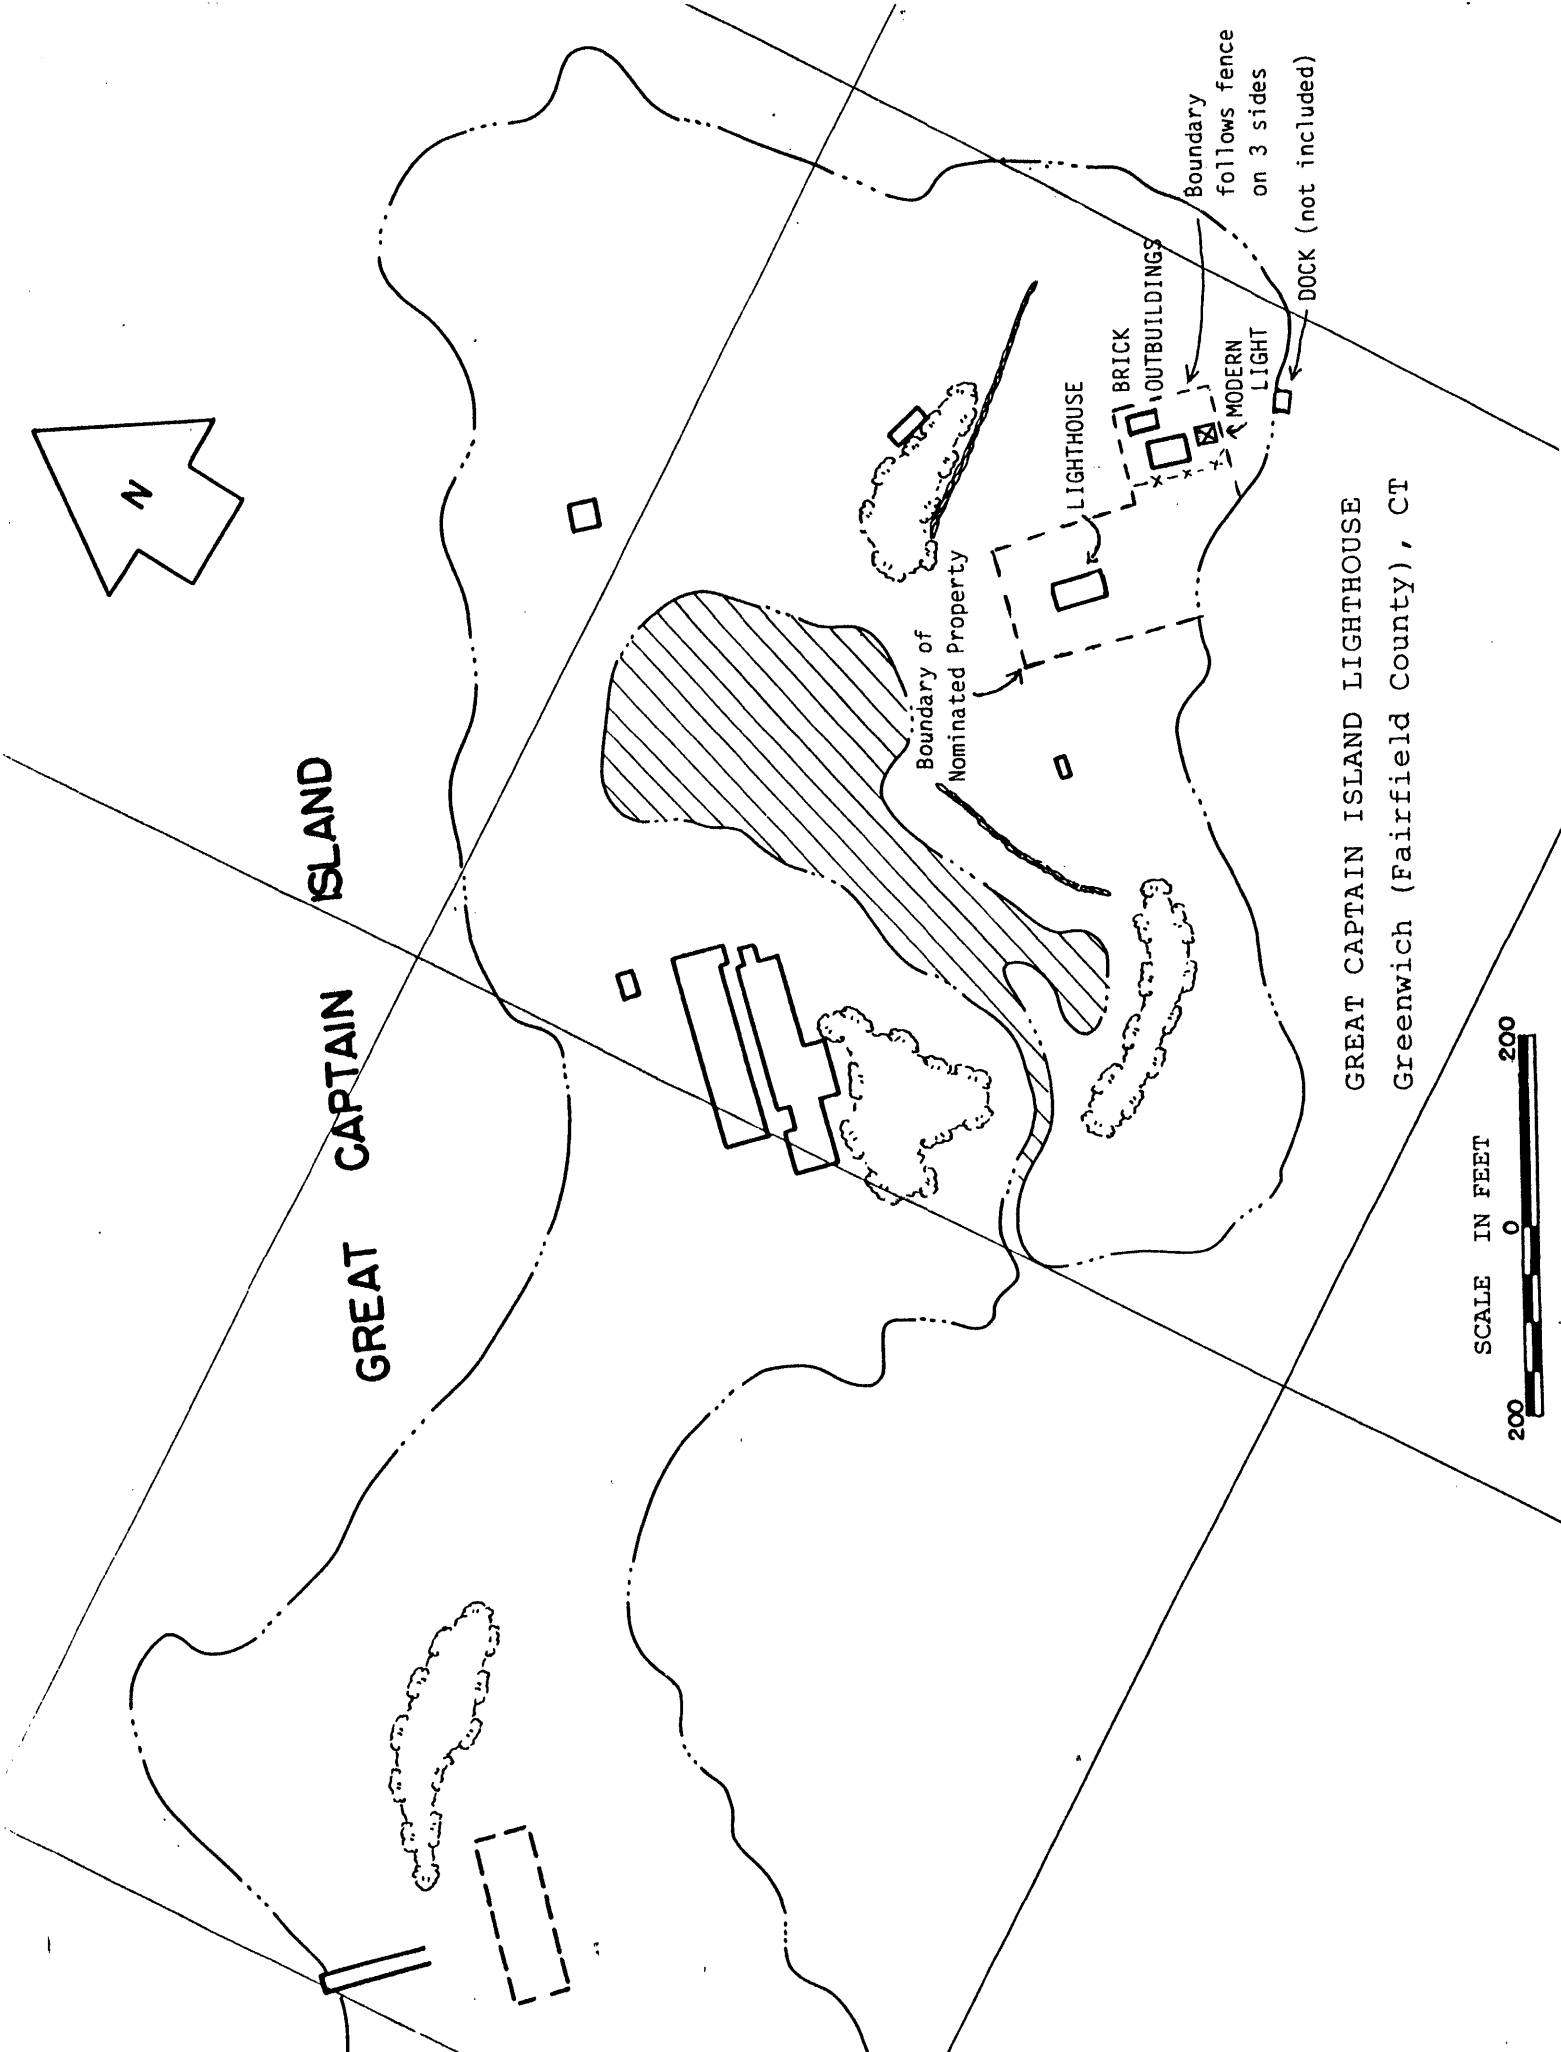 N
GREAT CAPTAIN ISLAND
Boundary of
Nominated Property
LIGHTHOUSE
BRICK
OUTBUILDINGS
MODERN
LIGHT
Boundary
follows fence
on 3 sides
DOCK (not included)
GREAT CAPTAIN ISLAND LIGHTHOUSE
Greenwich (Fairfield County), CT
SCALE IN FEET
200 0 200